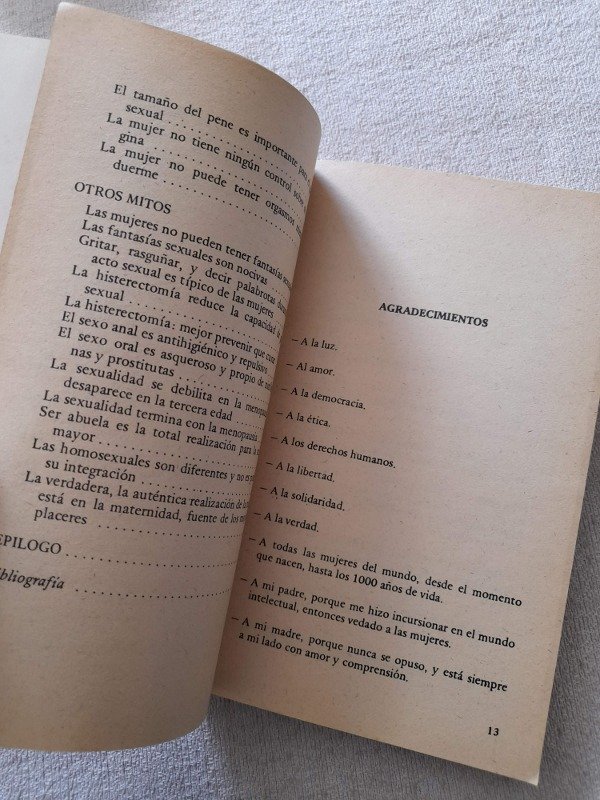 El tamaño del pene es importante para
sexual
La mujer no tiene ningún control sobre
gina
La mujer no puede tener orgasmos
duerme
OTROS MITOS
Las mujeres no pueden tener fantasías
Las fantasías sexuales son nocivas
Gritar, rasguñar, y decir palabrotas
acto sexual es típico de las mujeres
La histerectomía reduce la capacidad
sexual
La histerectomía: mejor prevenir que
El sexo anal es antihigiénico y repulsivo
El sexo oral es asqueroso y propio de
nas y prostitutas
La sexualidad se debilita en la
desaparece en la tercera edad
La sexualidad termina con la menopausia
Ser abuela es la total realización para la
mayor
Las homosexuales son diferentes y no es
su integración
La verdadera, la auténtica realización de
está en la maternidad, fuente de los
placeres
EPILOGO
AGRADECIMIENTOS
— A la luz.
— Al amor.
— A la democracia.
— A la ética.
— A los derechos humanos.
— A la libertad.
— A la solidaridad.
— A la verdad.
— A todas las mujeres del mundo, desde el momento
que nacen, hasta los 1000 años de vida.
— A mi padre, porque me hizo incursionar en el mundo
intelectual, entonces vedado a las mujeres.
— A mi madre, porque nunca se opuso, y está siempre
a mi lado con amor y comprensión.
13